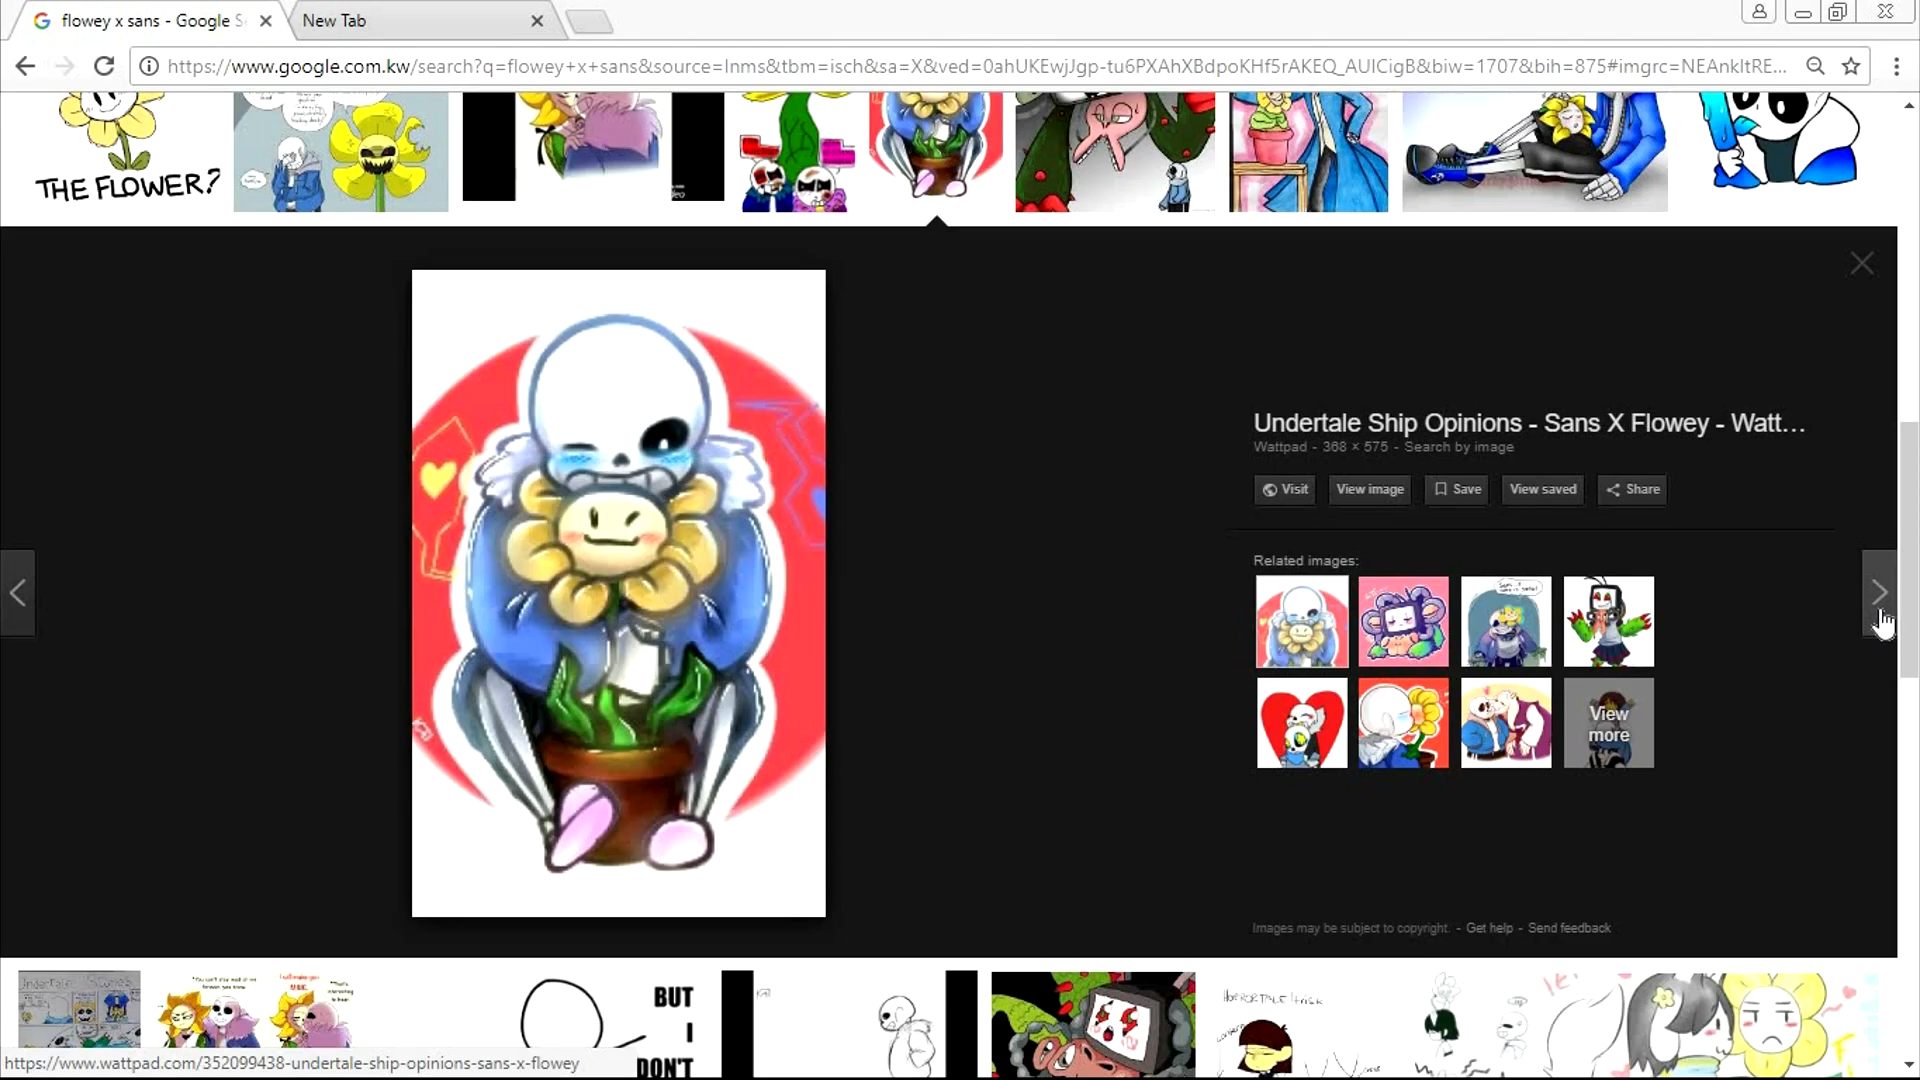 flowey x sans - Google S
New Tab
https://www.google.com.kw/search?q=flowey+x+sans&source=lnms&tbm=isch&sa=X&ved=0ahUKEwjJgp-tu6PXAhXBdpoKHf5rAKEQ_AUICigB&biw=1707&bih=875#imgrc=NEAnkItRE...
THE FLOWER?
Undertale Ship Opinions - Sans X Flowey - Watt...
Wattpad - 368 × 575 - Search by image
Visit
View image
Save
View saved
Share
Related images:
View
more
Images may be subject to copyright. - Get help - Send feedback
BUT
I
DON'T
https://www.wattpad.com/352099438-undertale-ship-opinions-sans-x-flowey